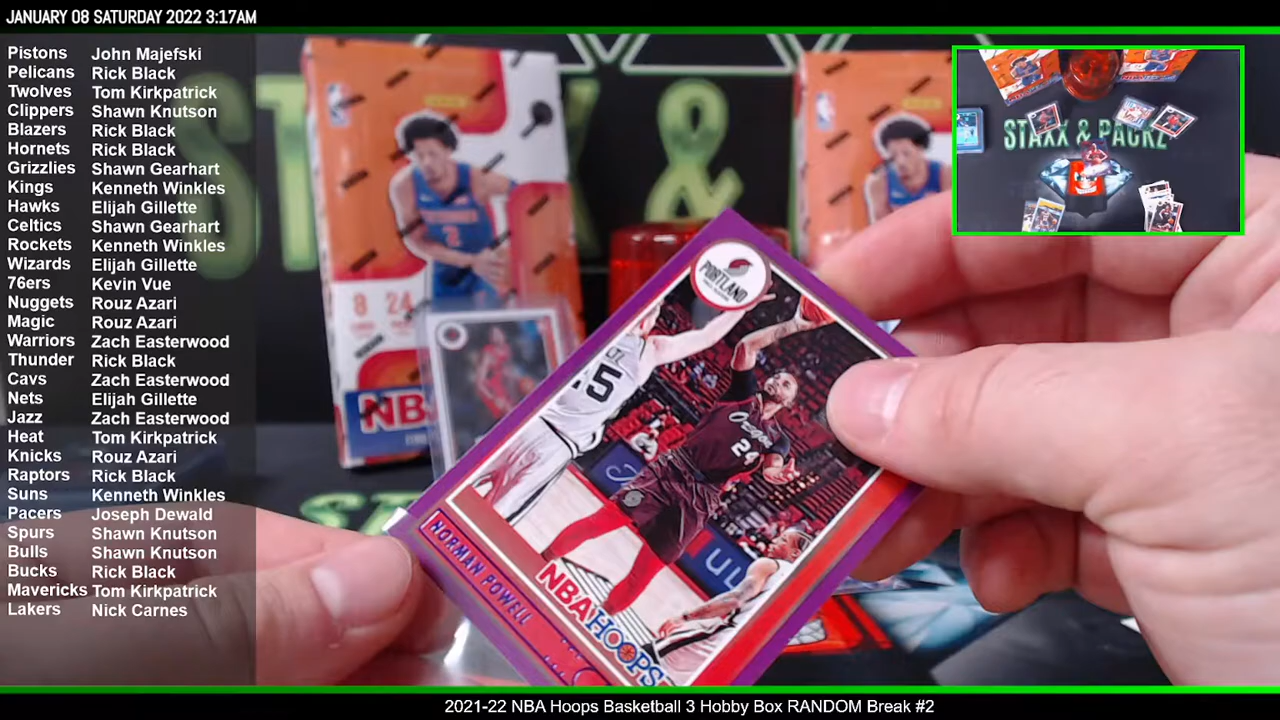 JANUARY 08 SATURDAY 2022 3:17AM
Pistons John Majefski
Pelicans Rick Black
Twolves Tom Kirkpatrick
Clippers Shawn Knutson
Blazers Rick Black
Hornets Rick Black
Grizzlies Shawn Gearhart
Kings Kenneth Winkles
Hawks Elijah Gillette
Celtics Shawn Gearhart
Rockets Kenneth Winkles
Wizards Elijah Gillette
76ers Kevin Vue
Nuggets Rouz Azari
Magic Rouz Azari
Warriors Zach Easterwood
Thunder Rick Black
Cavs Zach Easterwood
Nets Elijah Gillette
Jazz Zach Easterwood
Heat Tom Kirkpatrick
Knicks Rouz Azari
Raptors Rick Black
Suns Kenneth Winkles
Pacers Joseph Dewald
Spurs Shawn Knutson
Bulls Shawn Knutson
Bucks Rick Black
Mavericks Tom Kirkpatrick
Lakers Nick Carnes
STAXX & PACKZ
8 24
NB
PORTLAND
Oregon
24
NORMAN POWELL
NBA HOOPS
2021-22 NBA Hoops Basketball 3 Hobby Box RANDOM Break #2